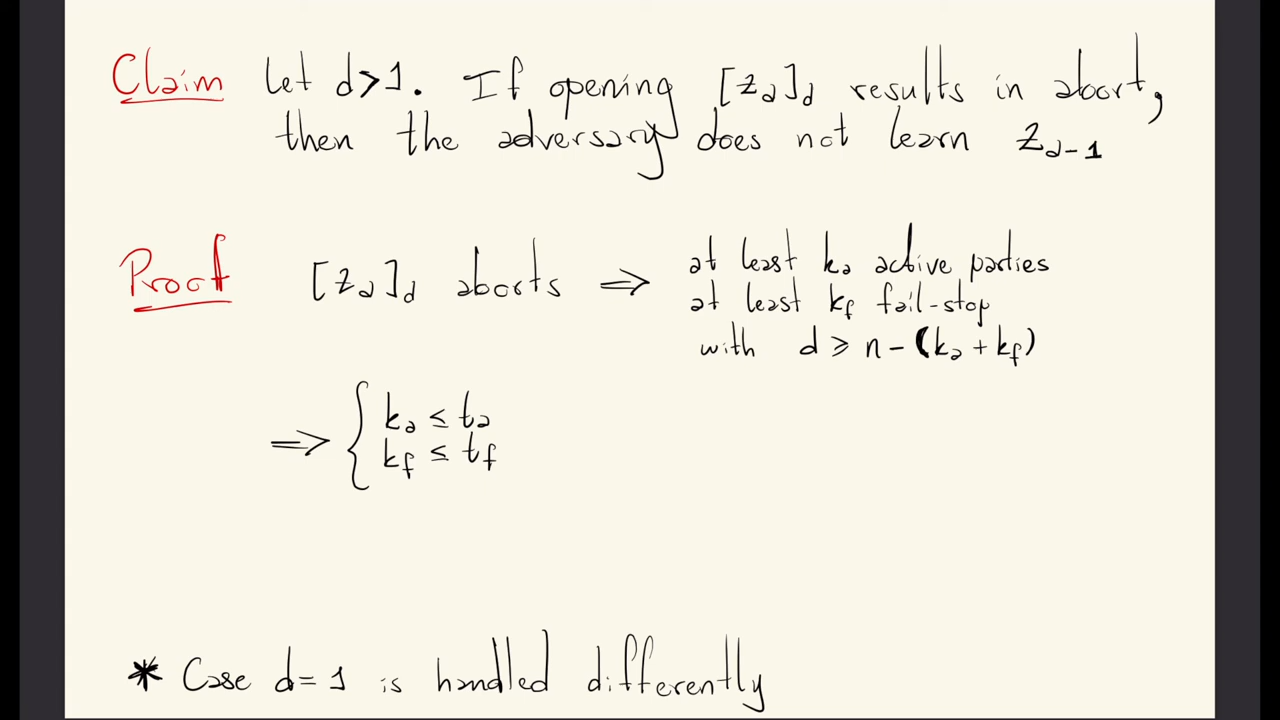 Claim Let d>1. If opening [z_d]_d results in abort,
then the adversary does not learn z_{d-1}
Proof [z_d]_d aborts ⇒ at least k_a active parties
at least k_f fail-stop
with d ⩾ n - (k_a + k_f)
⇒ { k_a ≤ t_a
k_f ≤ t_f
* Case d=1 is handled differently